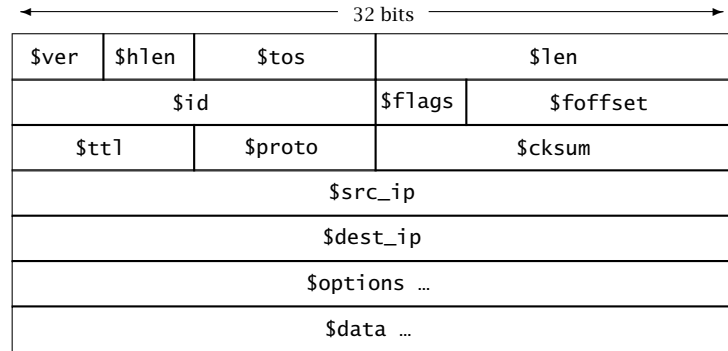 32 bits
$ver $hlen $tos $len
$id $flags $foffset
$ttl $proto $cksum
$src_ip
$dest_ip
$options …
$data …